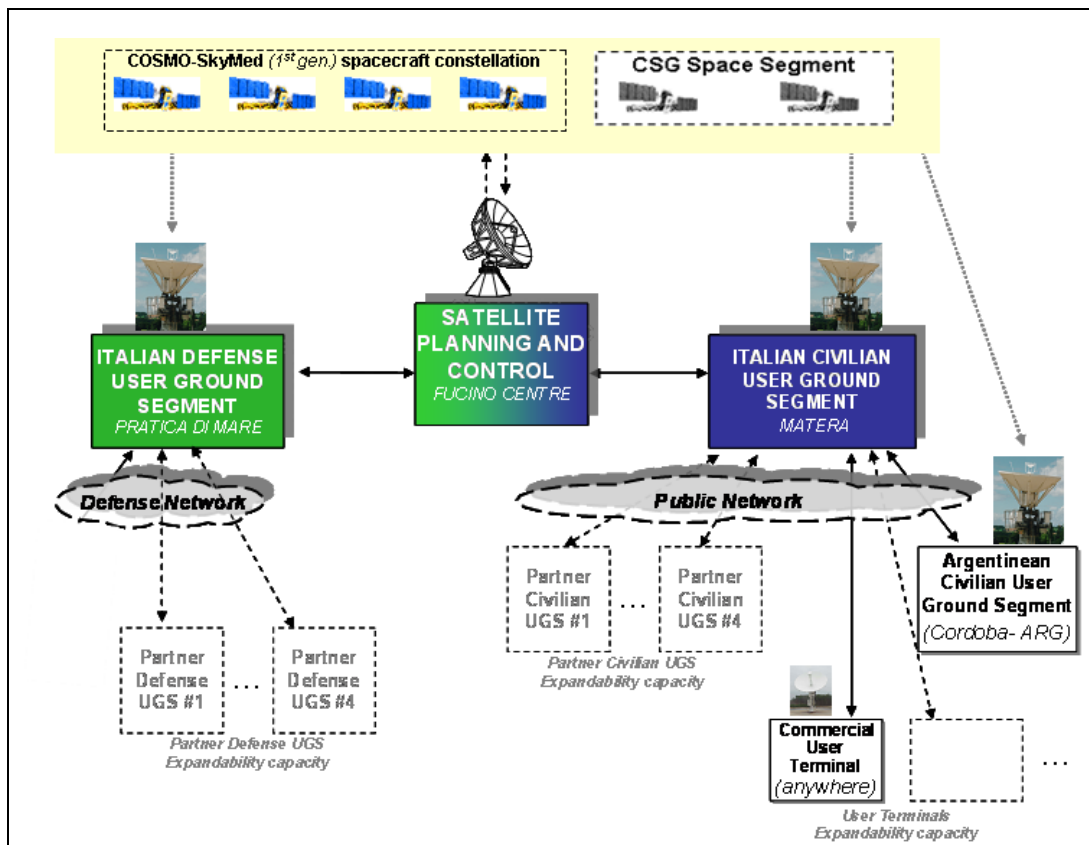 COSMO-SkyMed (1st gen.) spacecraft constellation
CSG Space Segment
ITALIAN DEFENSE
USER GROUND
SEGMENT
PRATICA DI MARE
SATELLITE
PLANNING AND
CONTROL
FUCINO CENTRE
ITALIAN CIVILIAN
USER GROUND
SEGMENT
MATERA
Defense Network
Public Network
Partner
Civilian
UGS #1
...
Partner
Civilian
UGS #4
Partner Civilian UGS
Expandability capacity
Argentinean
Civilian User
Ground Segment
(Cordoba- ARG)
Partner
Defense
UGS #1
...
Partner
Defense
UGS #4
Partner Defense UGS
Expandability capacity
Commercial
User
Terminal
(anywhere)
...
User Terminals
Expandability capacity